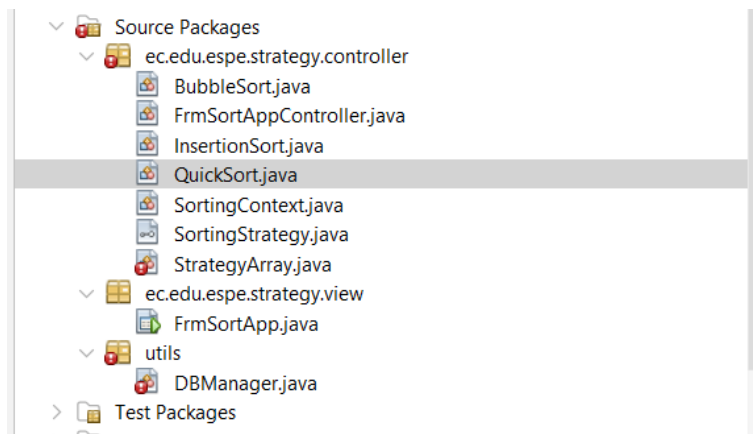 Source Packages
ec.edu.espe.strategy.controller
BubbleSort.java
FrmSortAppController.java
InsertionSort.java
QuickSort.java
SortingContext.java
SortingStrategy.java
StrategyArray.java
ec.edu.espe.strategy.view
FrmSortApp.java
utils
DBManager.java
Test Packages